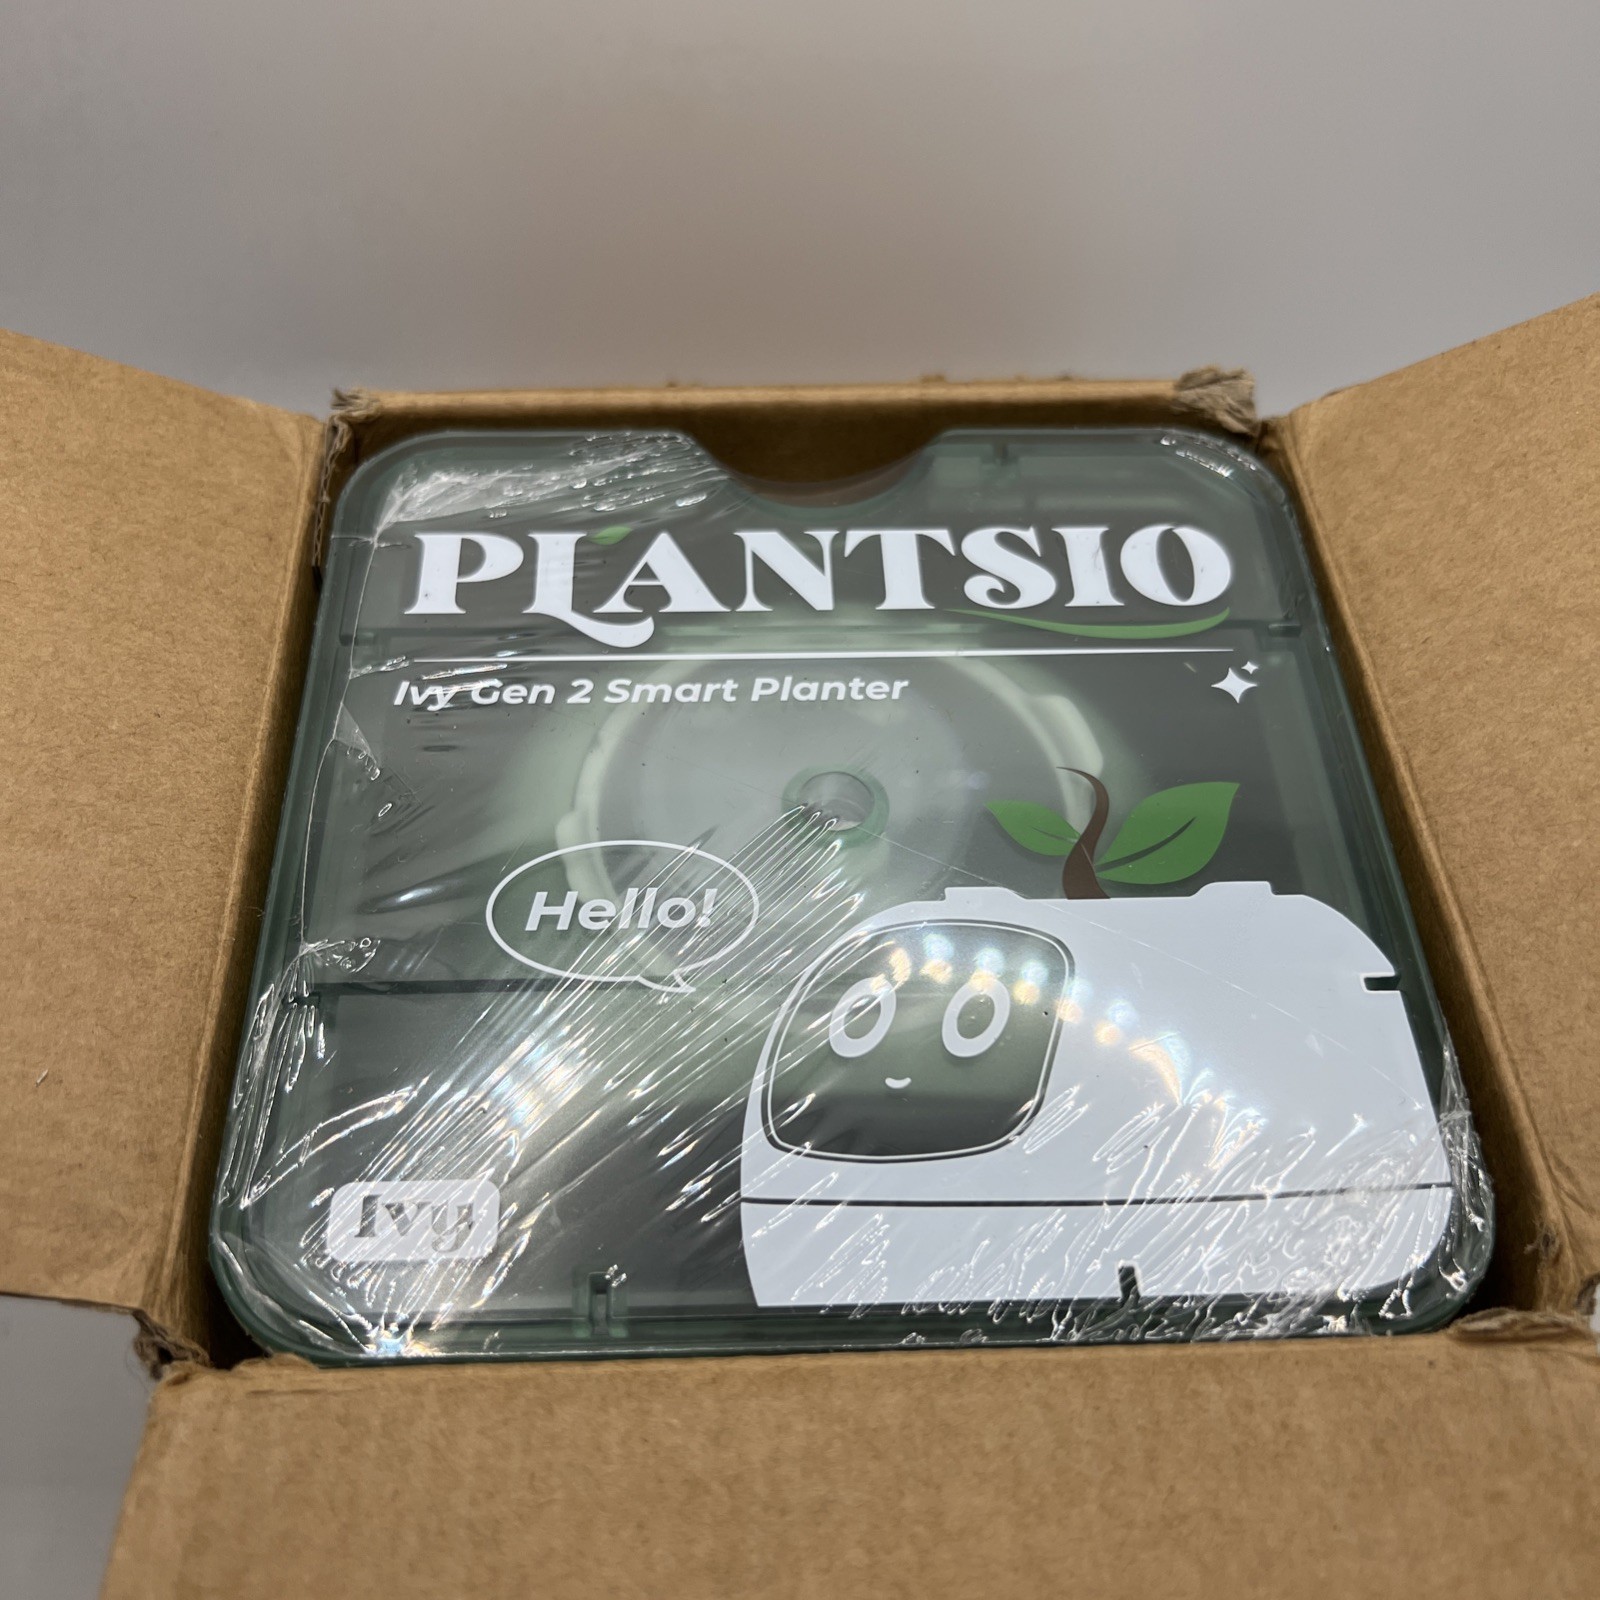 PLANTSIO
Ivy Gen 2 Smart Planter
Hello!
Ivy